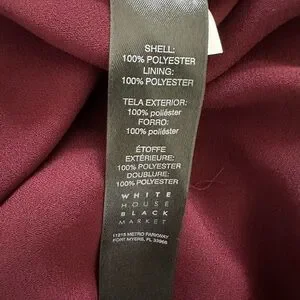 SHELL:
100% POLYESTER
LINING:
100% POLYESTER
TELA EXTERIOR:
100% poliéster
FORRO:
100% poliéster
ÉTOFFE
EXTÉRIEURE:
100% POLYESTER
DOUBLURE:
100% POLYESTER
WHITE
HOUSE
BLACK
MARKET
11215 METRO PARKWAY
FORT MYERS, FL 33966